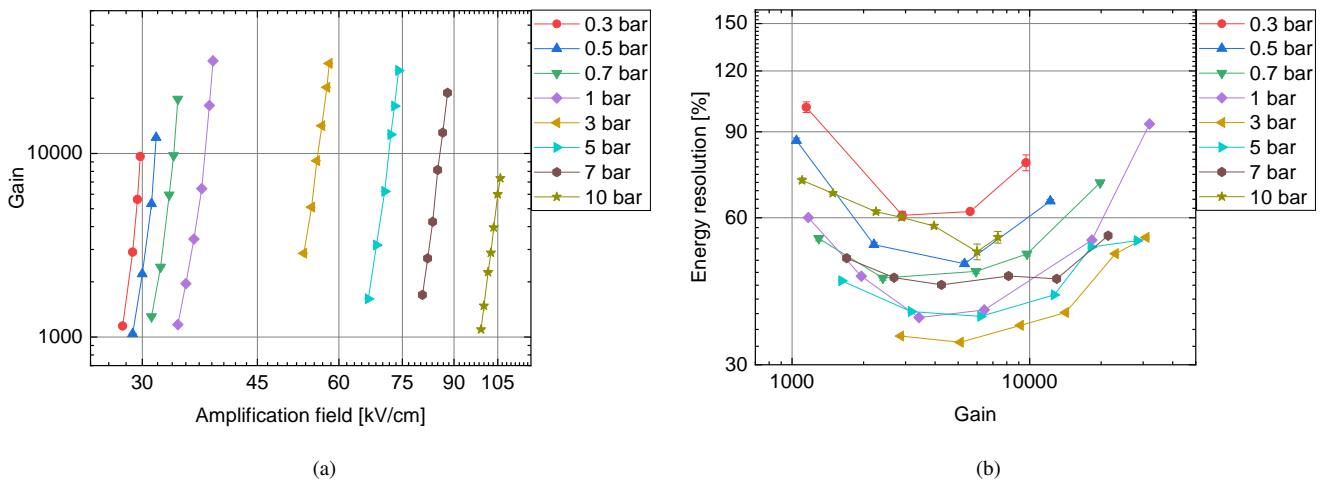 10000
1000
Gain
30 45 60 75 90 105
Amplification field [kV/cm]
0.3 bar
0.5 bar
0.7 bar
1 bar
3 bar
5 bar
7 bar
10 bar
(a)
150
120
90
60
30
Energy resolution [%]
1000 10000
Gain
0.3 bar
0.5 bar
0.7 bar
1 bar
3 bar
5 bar
7 bar
10 bar
(b)